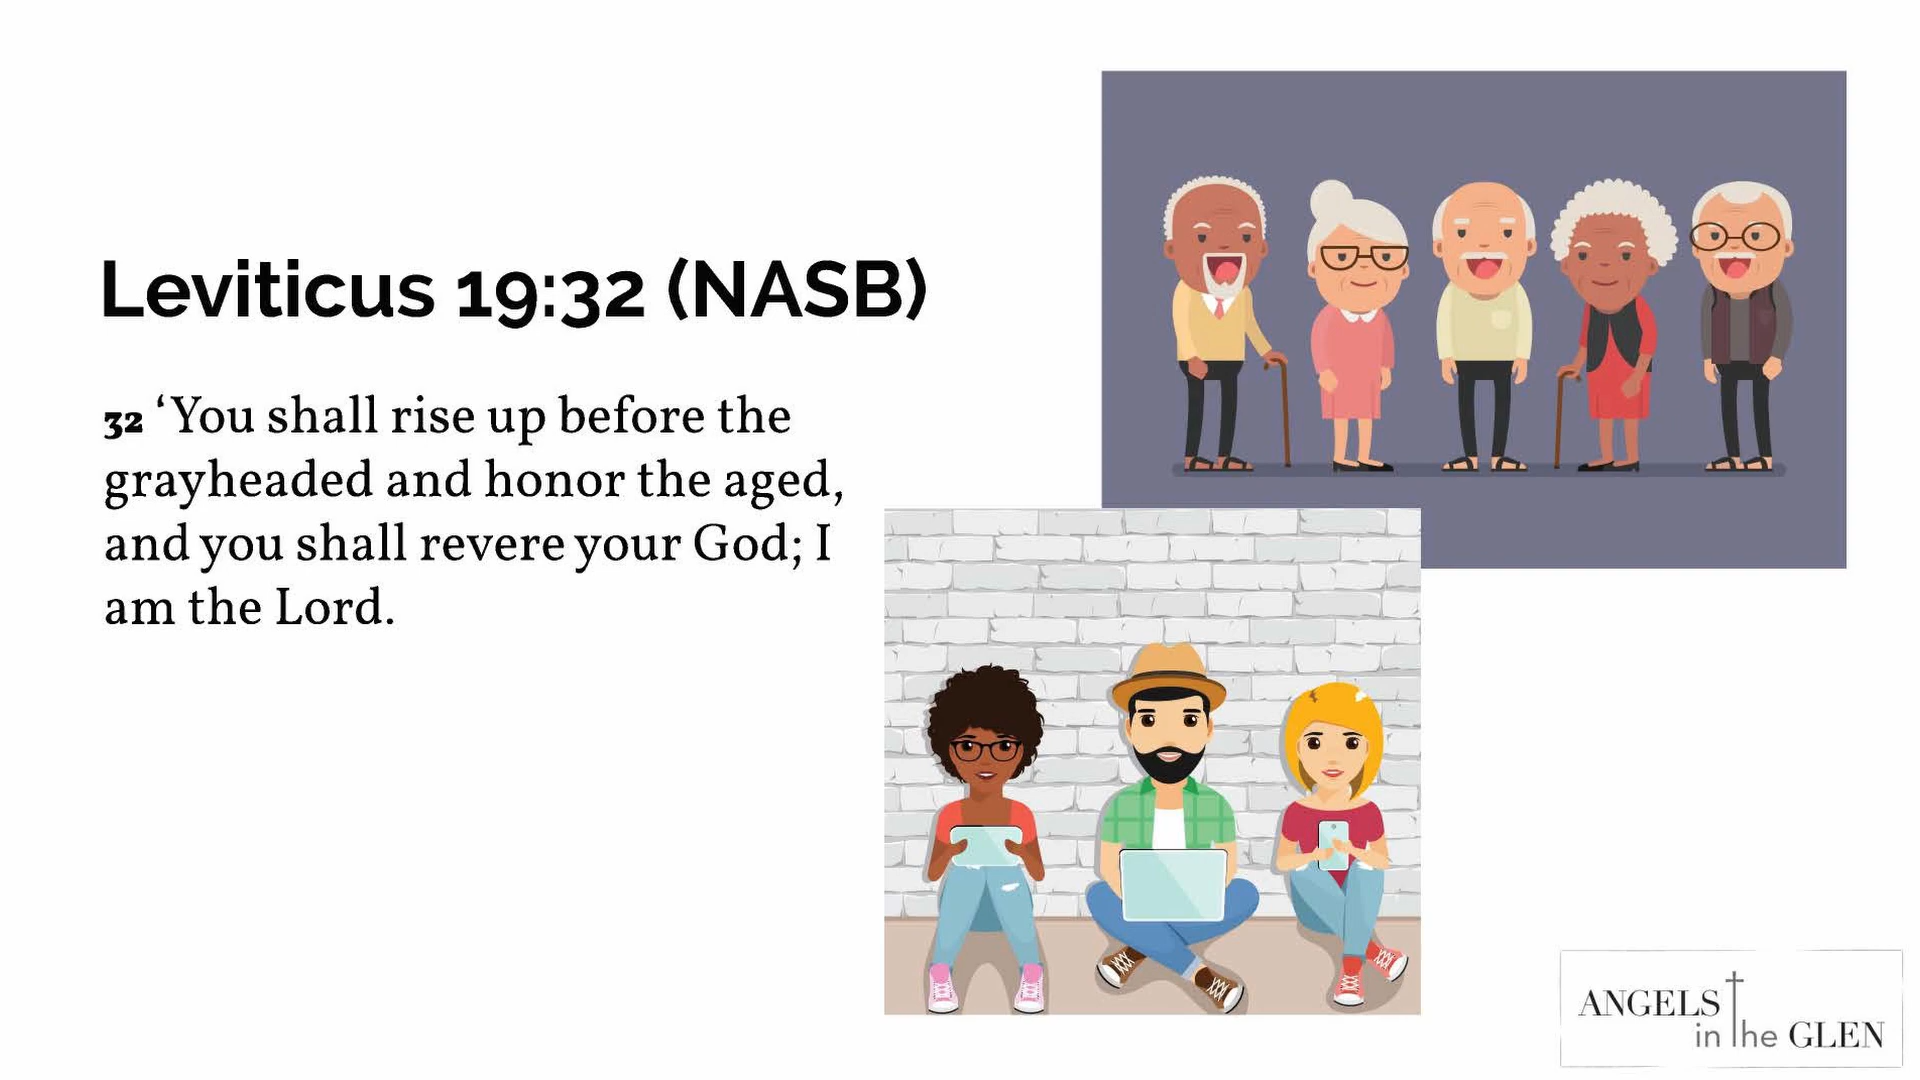 Leviticus 19:32 (NASB)
32 ‘You shall rise up before the
grayheaded and honor the aged,
and you shall revere your God; I
am the Lord.
ANGELS
in the GLEN